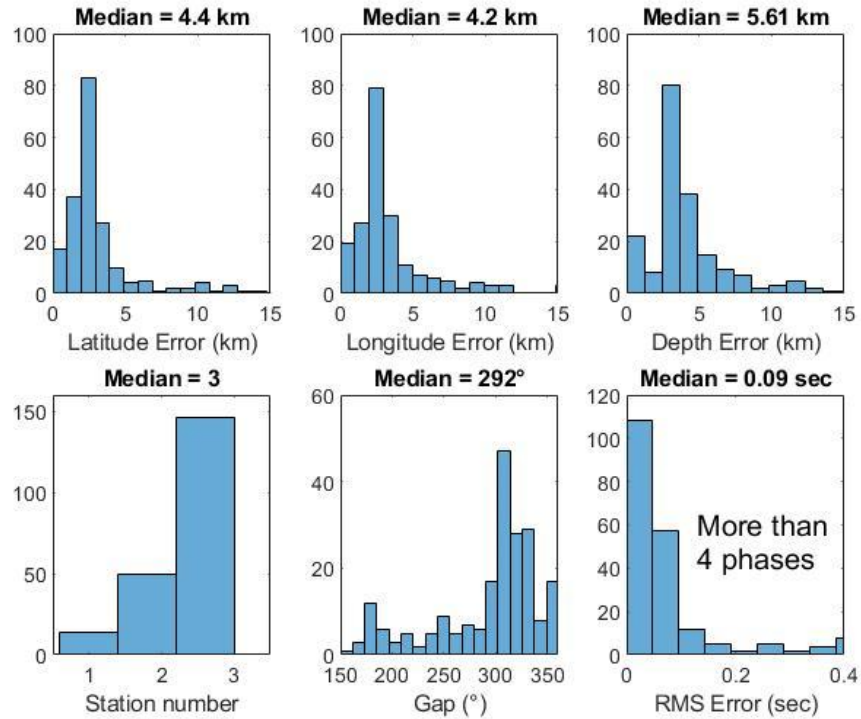 Median = 4.4 km
Median = 4.2 km
Median = 5.61 km
100
80
60
40
20
0
0 5 10 15
Latitude Error (km)
100
80
60
40
20
0
0 5 10 15
Longitude Error (km)
100
80
60
40
20
0
0 5 10 15
Depth Error (km)
Median = 3
Median = 292°
Median = 0.09 sec
150
100
50
0
1 2 3
Station number
60
40
20
0
150 200 250 300 350
Gap (°)
120
100
80
60
40
20
0
More than
4 phases
0 0.2 0.4
RMS Error (sec)